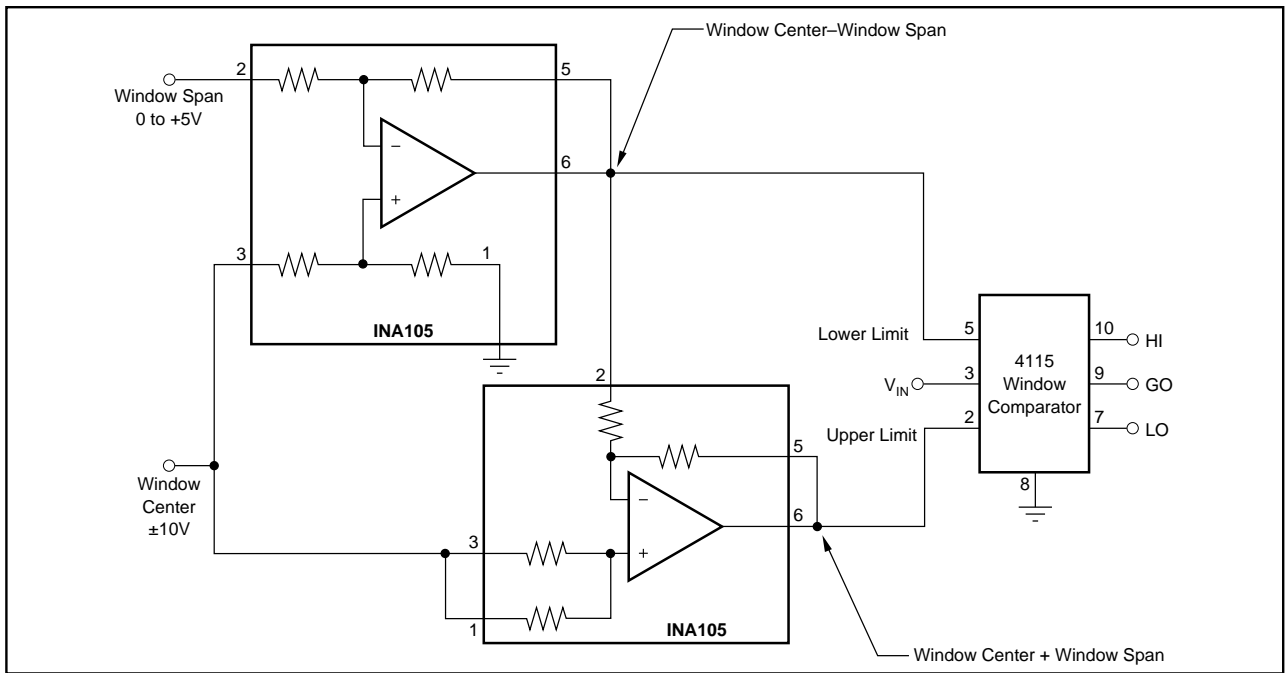 Window Center–Window Span
2
5
Window Span
0 to +5V
–
6
+
3
1
INA105
Lower Limit
5
10
HI
4115
Window
Comparator
VIN
3
9
GO
2
Upper Limit
2
7
LO
8
5
Window
Center
±10V
–
6
3
+
1
INA105
Window Center + Window Span